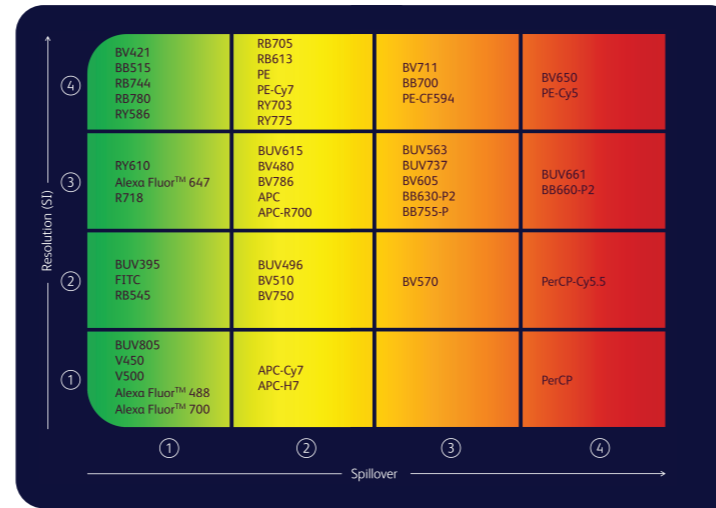 Resolution (SI)
④
BV421
BB515
RB744
RB780
RY586
RB705
RB613
PE
PE-Cy7
RY703
RY775
BV711
BB700
PE-CF594
BV650
PE-Cy5
③
RY610
Alexa Fluor™ 647
R718
BUV615
BV480
BV786
APC
APC-R700
BUV563
BUV737
BV605
BB630-P2
BB755-P
BUV661
BB660-P2
②
BUV395
FITC
RB545
BUV496
BV510
BV750
BV570
PerCP-Cy5.5
①
BUV805
V450
V500
Alexa Fluor™ 488
Alexa Fluor™ 700
APC-Cy7
APC-H7
PerCP
①
②
③
④
Spillover